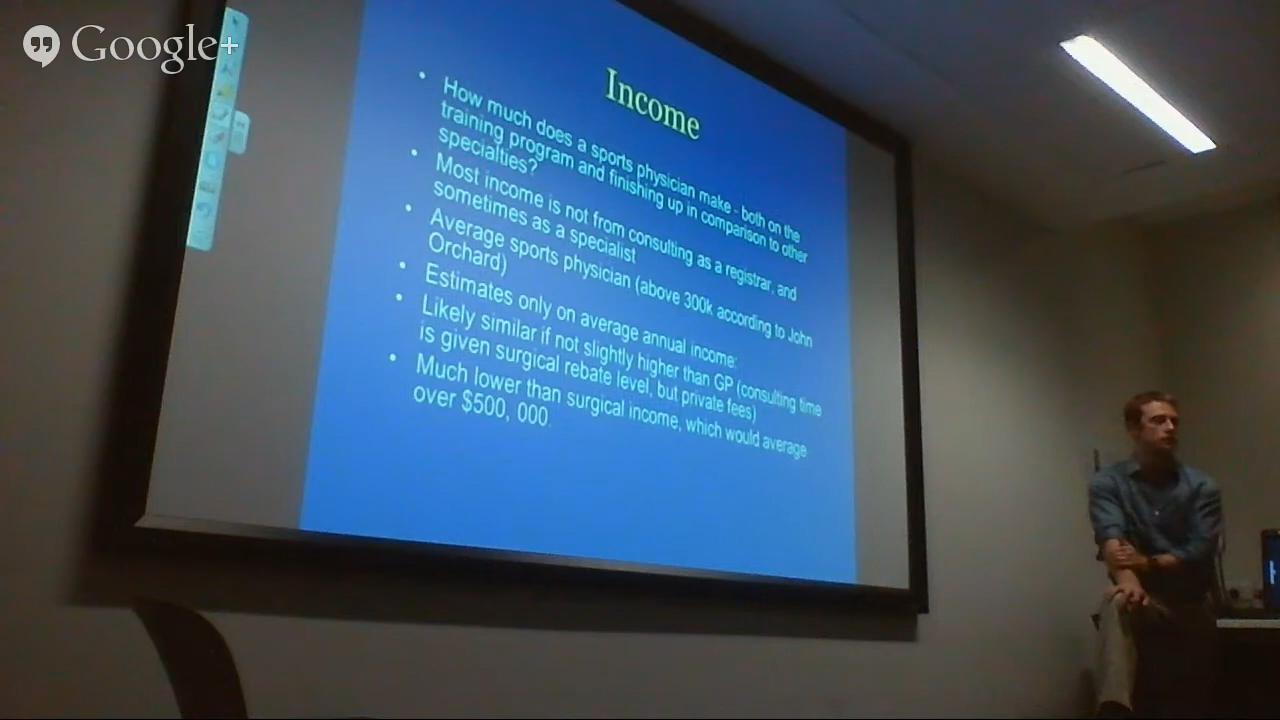 Google+
Income
• How much does a sports physician make - both on the
training program and finishing up in comparison to other
specialties?
• Most income is not from consulting as a registrar, and
sometimes as a specialist
• Average sports physician (above 300k according to John
Orchard)
• Estimates only on average annual income:
• Likely similar if not slightly higher than GP (consulting time
is given surgical rebate level, but private fees)
• Much lower than surgical income, which would average
over $500, 000.